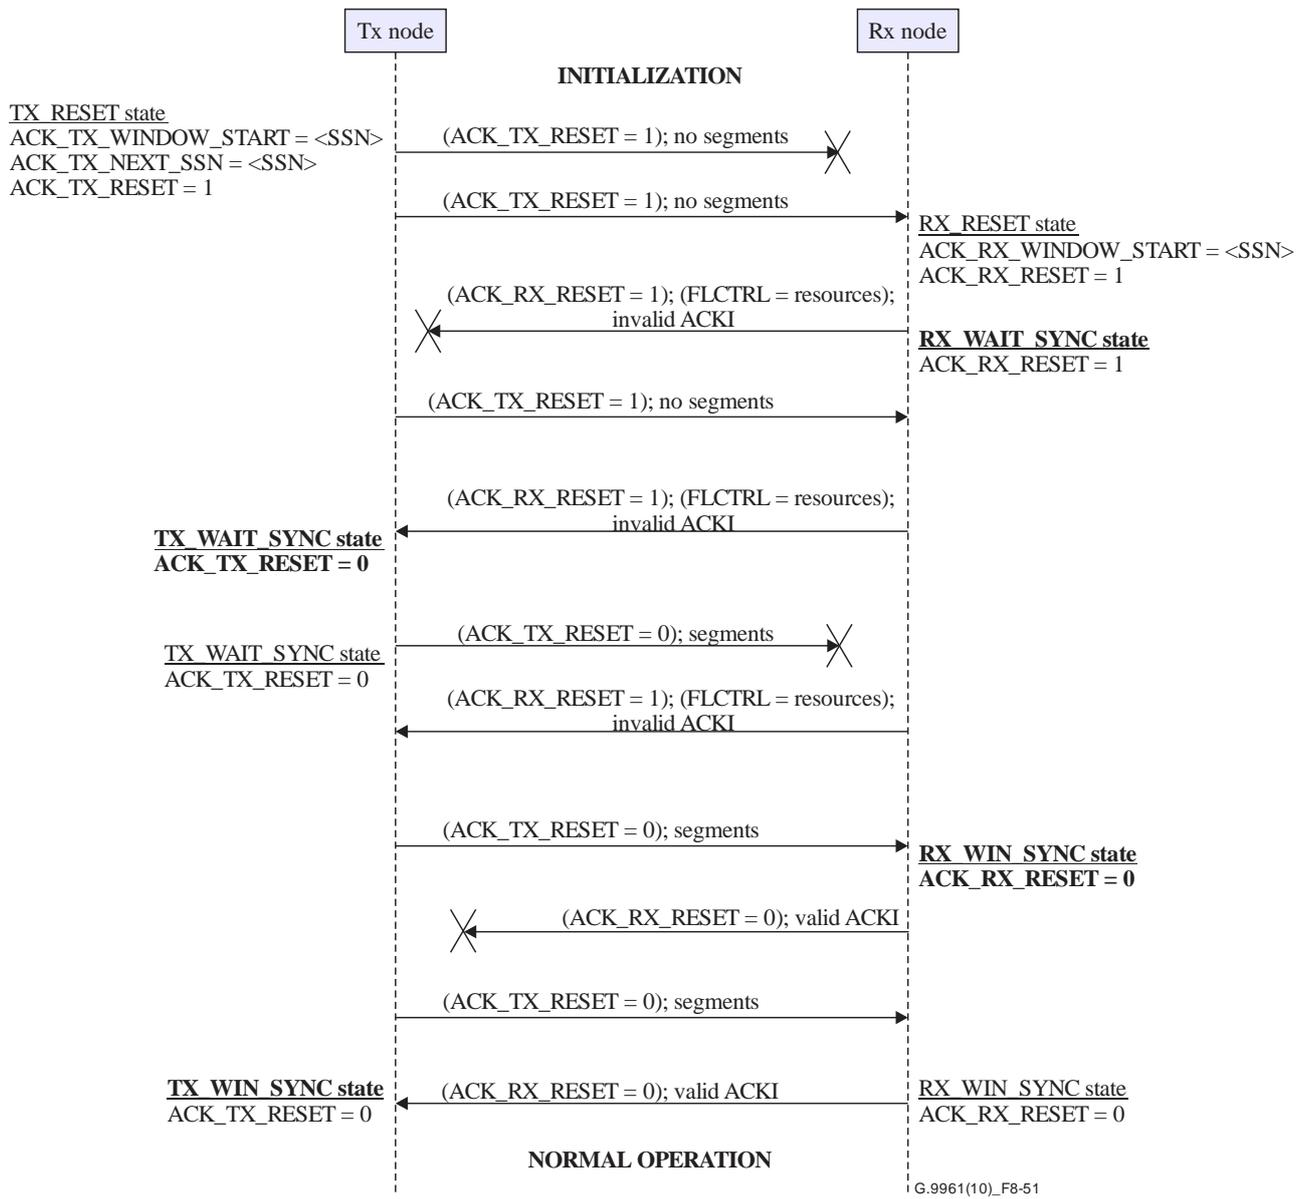 Tx node
Rx node
INITIALIZATION
TX_RESET state
ACK_TX_WINDOW_START = <SSN>
ACK_TX_NEXT_SSN = <SSN>
ACK_TX_RESET = 1
(ACK_TX_RESET = 1); no segments
(ACK_TX_RESET = 1); no segments
RX_RESET state
ACK_RX_WINDOW_START = <SSN>
ACK_RX_RESET = 1
(ACK_RX_RESET = 1); (FLCTRL = resources);
invalid ACKI
RX_WAIT_SYNC state
ACK_RX_RESET = 1
(ACK_TX_RESET = 1); no segments
(ACK_RX_RESET = 1); (FLCTRL = resources);
invalid ACKI
TX_WAIT_SYNC state
ACK_TX_RESET = 0
(ACK_TX_RESET = 0); segments
TX_WAIT_SYNC state
ACK_TX_RESET = 0
(ACK_RX_RESET = 1); (FLCTRL = resources);
invalid ACKI
(ACK_TX_RESET = 0); segments
RX_WIN_SYNC state
ACK_RX_RESET = 0
(ACK_RX_RESET = 0); valid ACKI
(ACK_TX_RESET = 0); segments
TX_WIN_SYNC state
ACK_TX_RESET = 0
(ACK_RX_RESET = 0); valid ACKI
RX_WIN_SYNC state
ACK_RX_RESET = 0
NORMAL OPERATION
G.9961(10)_F8-51